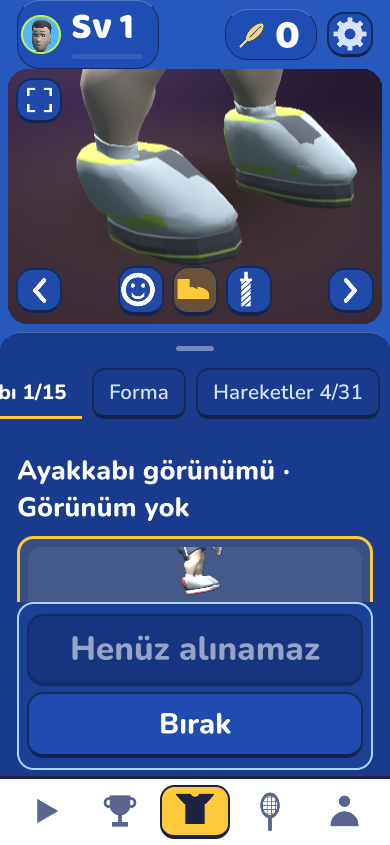 Sv 1
0
bı 1/15
Forma
Hareketler 4/31
Ayakkabı görünümü ·
Görünüm yok
Henüz alınamaz
Bırak